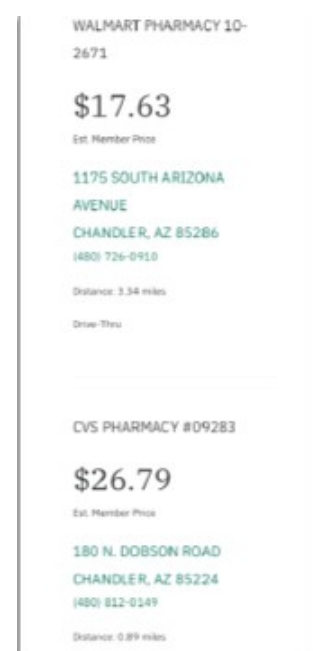 WALMART PHARMACY 10-
2671
$17.63
Est. Member Price
1175 SOUTH ARIZONA
AVENUE
CHANDLER, AZ 85286
(480) 726-0910
Distance: 3.34 miles
Drive-Thru
CVS PHARMACY #09283
$26.79
Est. Member Price
180 N. DOBSON ROAD
CHANDLER, AZ 85224
(480) 812-0149
Distance: 0.89 miles